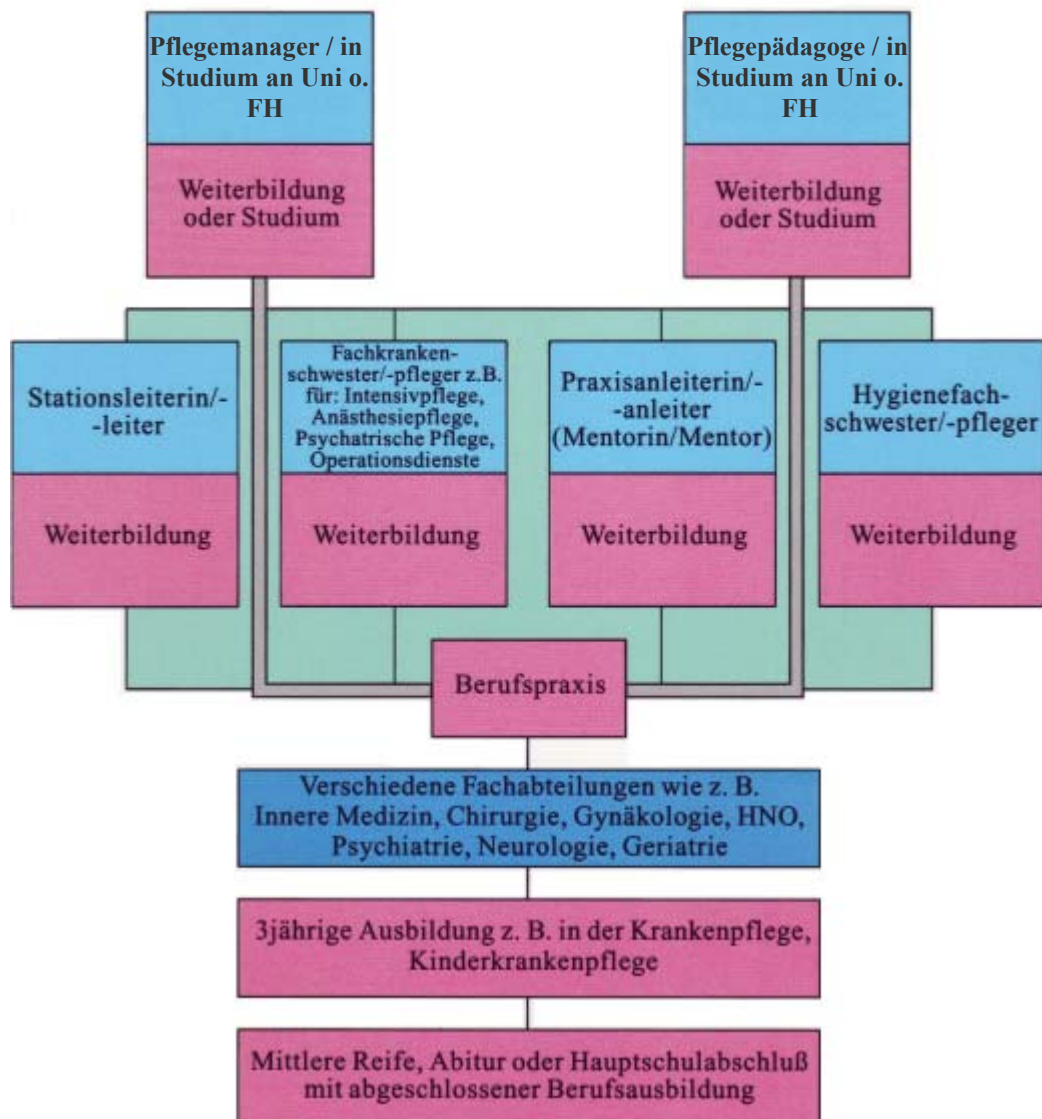 Pflegemanager / in
Studium an Uni o.
FH
Weiterbildung
oder Studium
Pflegepädagoge / in
Studium an Uni o.
FH
Weiterbildung
oder Studium
Stationsleiterin/-
-leiter
Weiterbildung
Fachkranken-
schwester/-pfleger z.B.
für: Intensivpflege,
Anästhesiepflege,
Psychatrische Pflege,
Operationsdienste
Weiterbildung
Praxisanleiterin/-
-anleiter
(Mentorin/Mentor)
Weiterbildung
Hygienefach-
schwester/-pfleger
Weiterbildung
Berufspraxis
Verschiedene Fachabteilungen wie z. B.
Innere Medizin, Chirurgie, Gynäkologie, HNO,
Psychiatrie, Neurologie, Geriatrie
3jährige Ausbildung z. B. in der Krankenpflege,
Kinderkrankenpflege
Mittlere Reife, Abitur oder Hauptschulabschluß
mit abgeschlossener Berufsausbildung